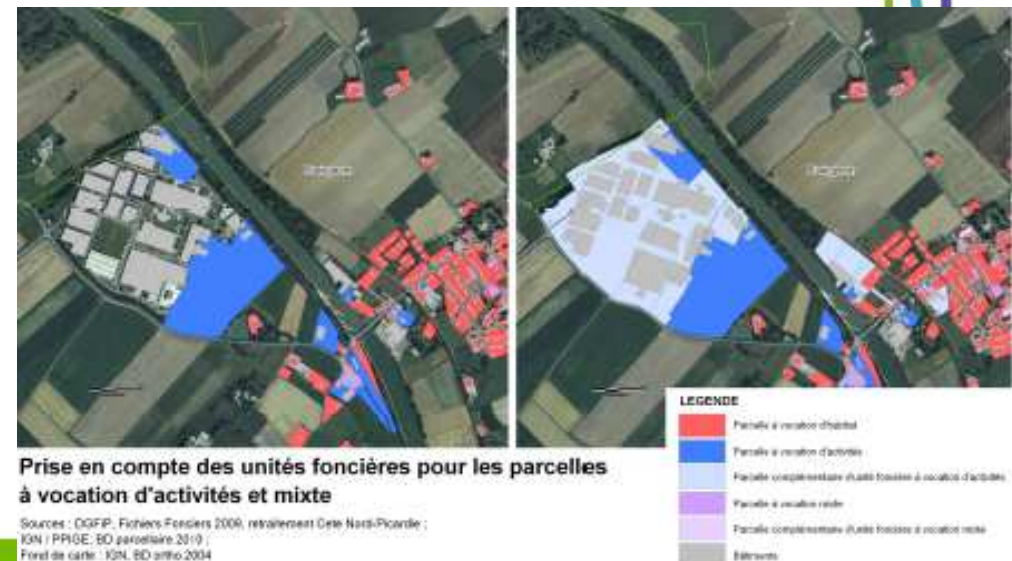 Prise en compte des unités foncières pour les parcelles
à vocation d'activités et mixte
Sources : DGFiP, Fichiers Fonciers 2009, retraitement Cete Nord-Picardie ;
IGN / PPIGE, BD parcellaire 2010 ;
Fond de carte : IGN, BD ortho 2004
LEGENDE
Parcelle à vocation d'habitat
Parcelle à vocation d'activités
Parcelle complémentaire d'unité foncière à vocation d'activités
Parcelle à vocation mixte
Parcelle complémentaire d'unité foncière à vocation mixte
Bâtiments